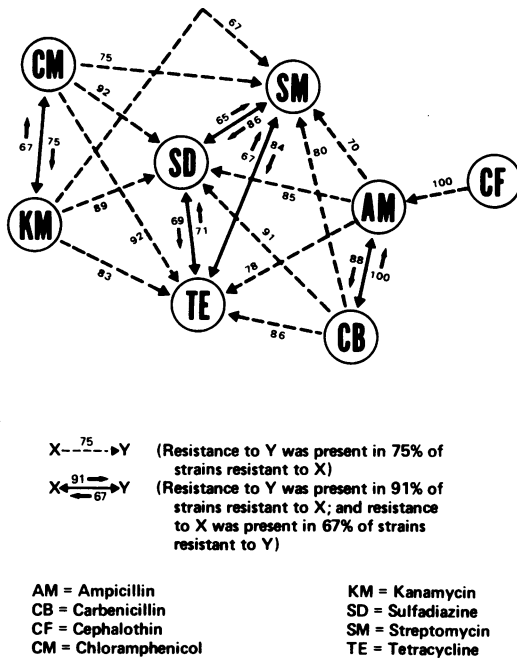 67
CM
75
SM
92
65
86
67
75
67
84
80
70
SD
CF
100
89
85
AM
KM
69
71
91
92
88
100
83
78
TE
86
CB
X 75 Y (Resistance to Y was present in 75% of
strains resistant to X)
X 91 67 Y (Resistance to Y was present in 91% of
strains resistant to X; and resistance
to X was present in 67% of strains
resistant to Y)
AM = Ampicillin
CB = Carbenicillin
CF = Cephalothin
CM = Chloramphenicol
KM = Kanamycin
SD = Sulfadiazine
SM = Streptomycin
TE = Tetracycline